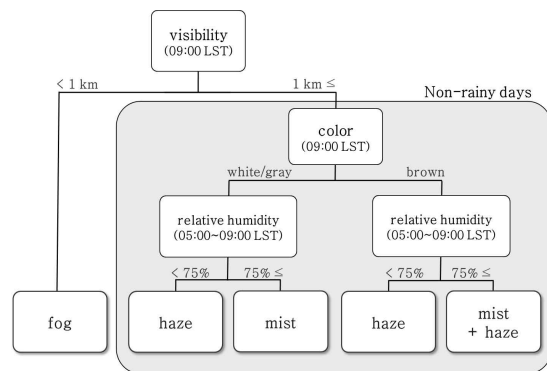 visibility
(09:00 LST)
< 1 km
1 km ≤
Non-rainy days
color
(09:00 LST)
white/gray
brown
relative humidity
(05:00~09:00 LST)
relative humidity
(05:00~09:00 LST)
< 75%
75% ≤
< 75%
75% ≤
fog
haze
mist
haze
mist
+ haze